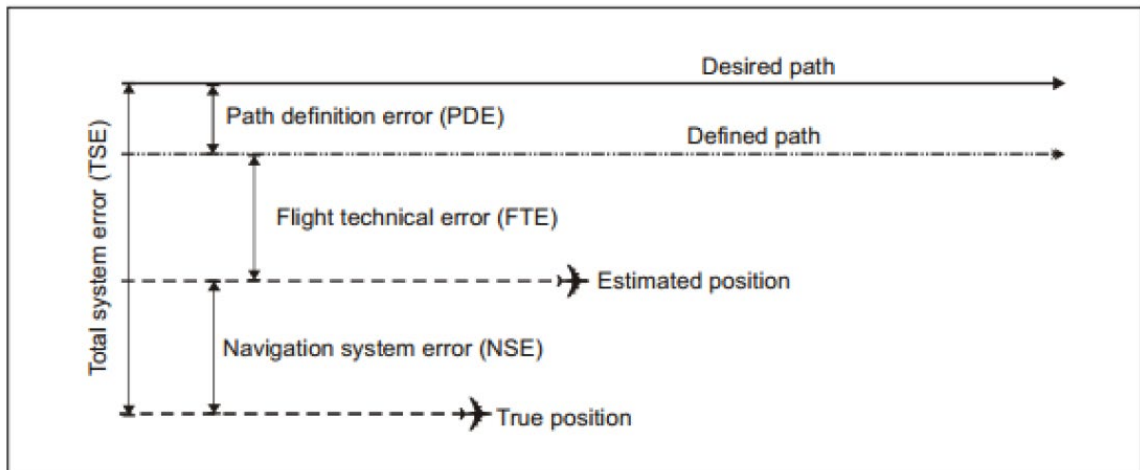 Desired path
Path definition error (PDE)
Defined path
Total system error (TSE)
Flight technical error (FTE)
Estimated position
Navigation system error (NSE)
True position